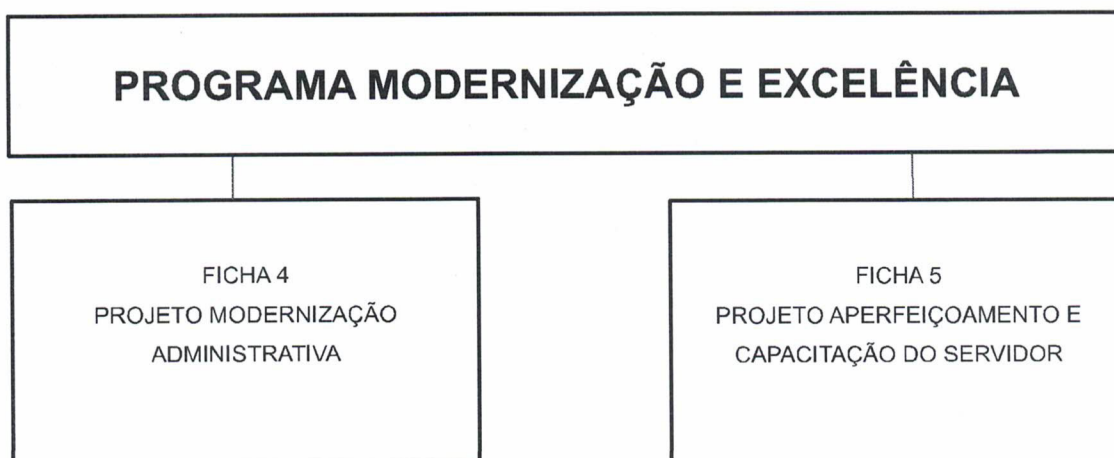 PROGRAMA MODERNIZAÇÃO E EXCELÊNCIA
FICHA 4
PROJETO MODERNIZAÇÃO
ADMINISTRATIVA
FICHA 5
PROJETO APERFEIÇOAMENTO E
CAPACITAÇÃO DO SERVIDOR